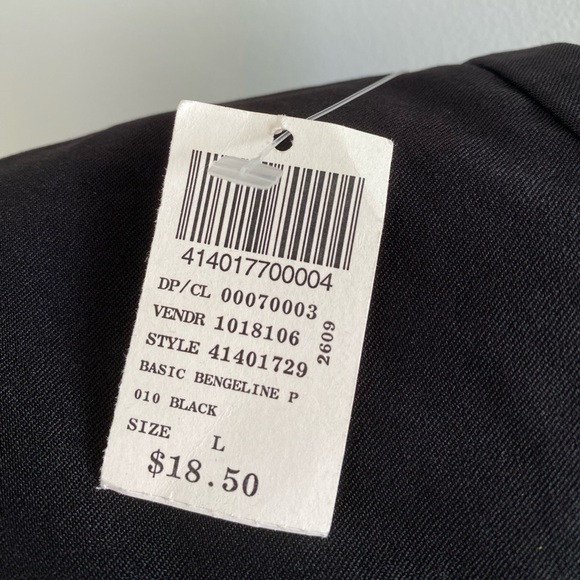 414017700004
DP/CL 00070003
VENDR 1018106
STYLE 41401729
2609
BASIC BENGELINE P
010 BLACK
SIZE L
$18.50